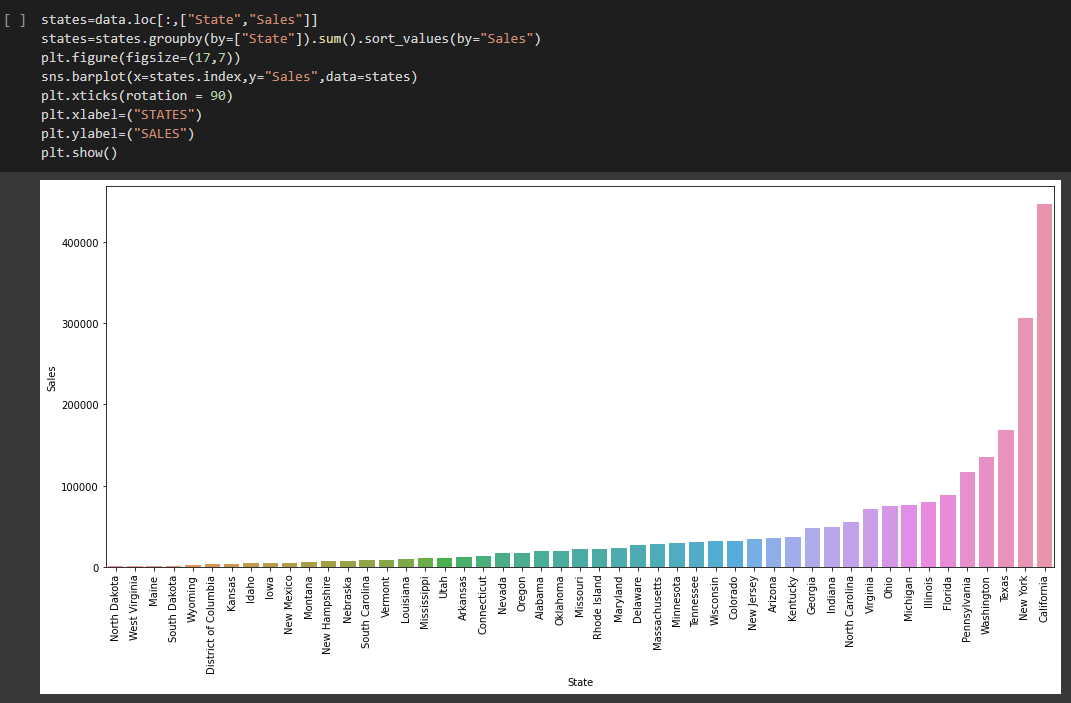 [ ] states=data.loc[:,["State","Sales"]]
states=states.groupby(by=["State"]).sum().sort_values(by="Sales")
plt.figure(figsize=(17,7))
sns.barplot(x=states.index,y="Sales",data=states)
plt.xticks(rotation = 90)
plt.xlabel=("STATES")
plt.ylabel=("SALES")
plt.show()
400000
300000
200000
100000
0
Sales
North Dakota
West Virginia
Maine
South Dakota
Wyoming
District of Columbia
Kansas
Idaho
Iowa
New Mexico
Montana
New Hampshire
Nebraska
South Carolina
Vermont
Louisiana
Mississippi
Utah
Arkansas
Connecticut
Nevada
Oregon
Alabama
Oklahoma
Missouri
Rhode Island
Maryland
Delaware
Massachusetts
Minnesota
Tennessee
Wisconsin
Colorado
New Jersey
Arizona
Kentucky
Georgia
Indiana
North Carolina
Virginia
Ohio
Michigan
Illinois
Florida
Pennsylvania
Washington
Texas
New York
California
State